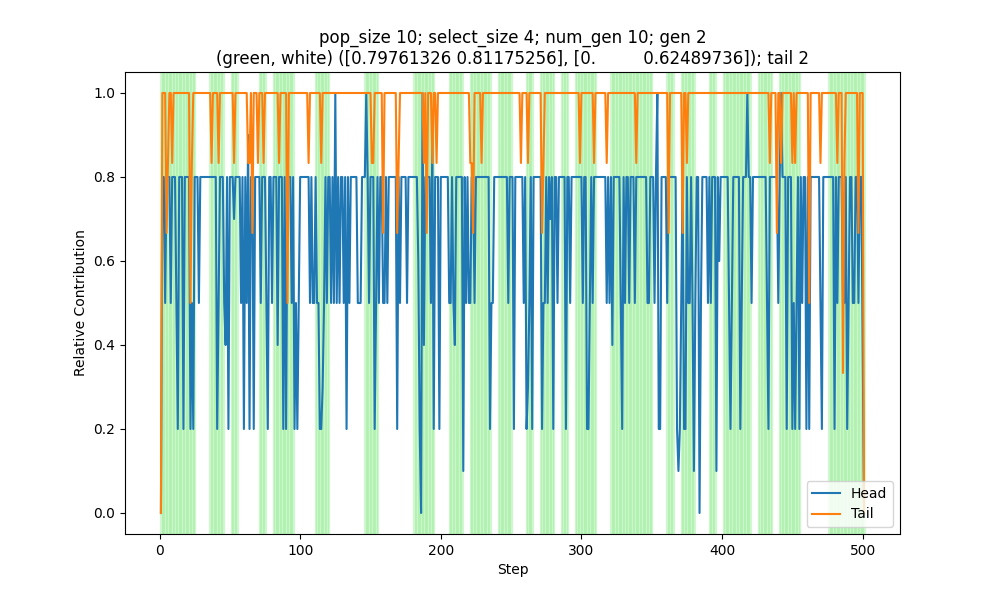 pop_size 10; select_size 4; num_gen 10; gen 2
(green, white) ([0.79761326 0.81175256], [0.         0.62489736]); tail 2
1.0
0.8
0.6
0.4
0.2
0.0
Relative Contribution
0 100 200 300 400 500
Step
Head
Tail